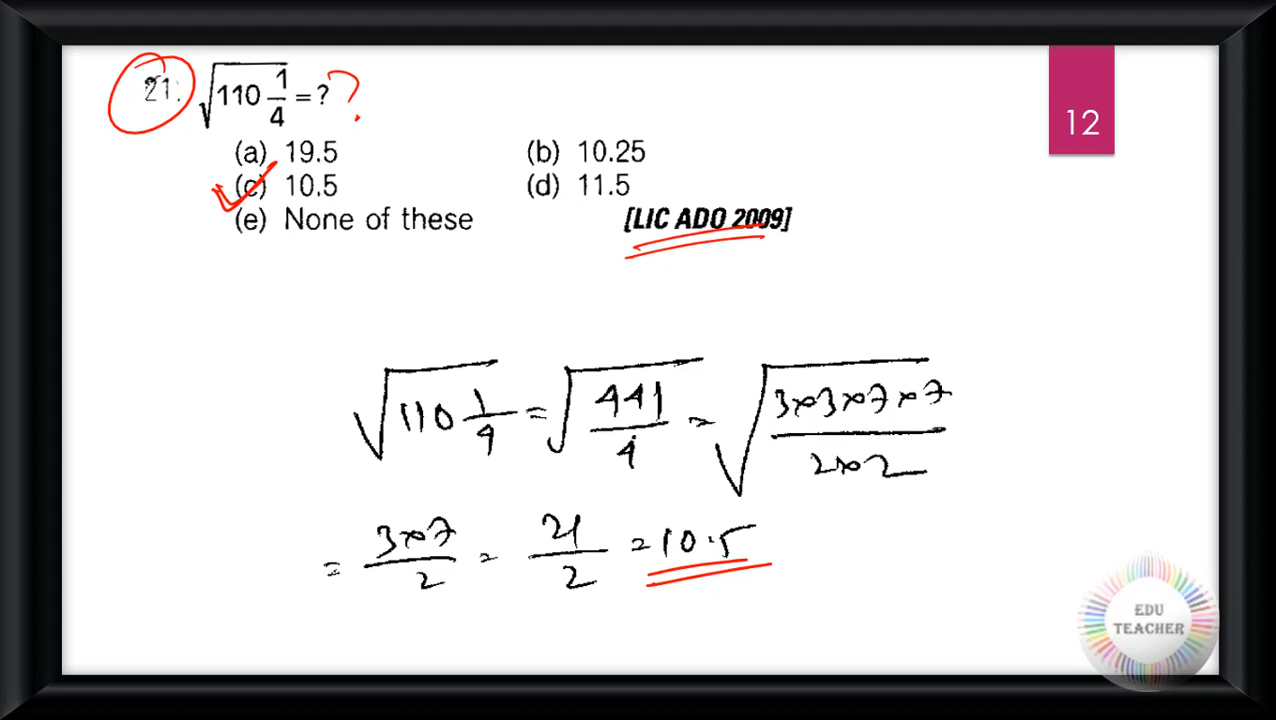 21. √110 1/4 = ? ?
12
(a) 19.5 (b) 10.25
(c) 10.5 (d) 11.5
(e) None of these [LIC ADO 2009]
√110 1/4 = √441/4 = √3×3×7×7/2×2
= 3×7/2 = 21/2 = 10.5
EDU
TEACHER